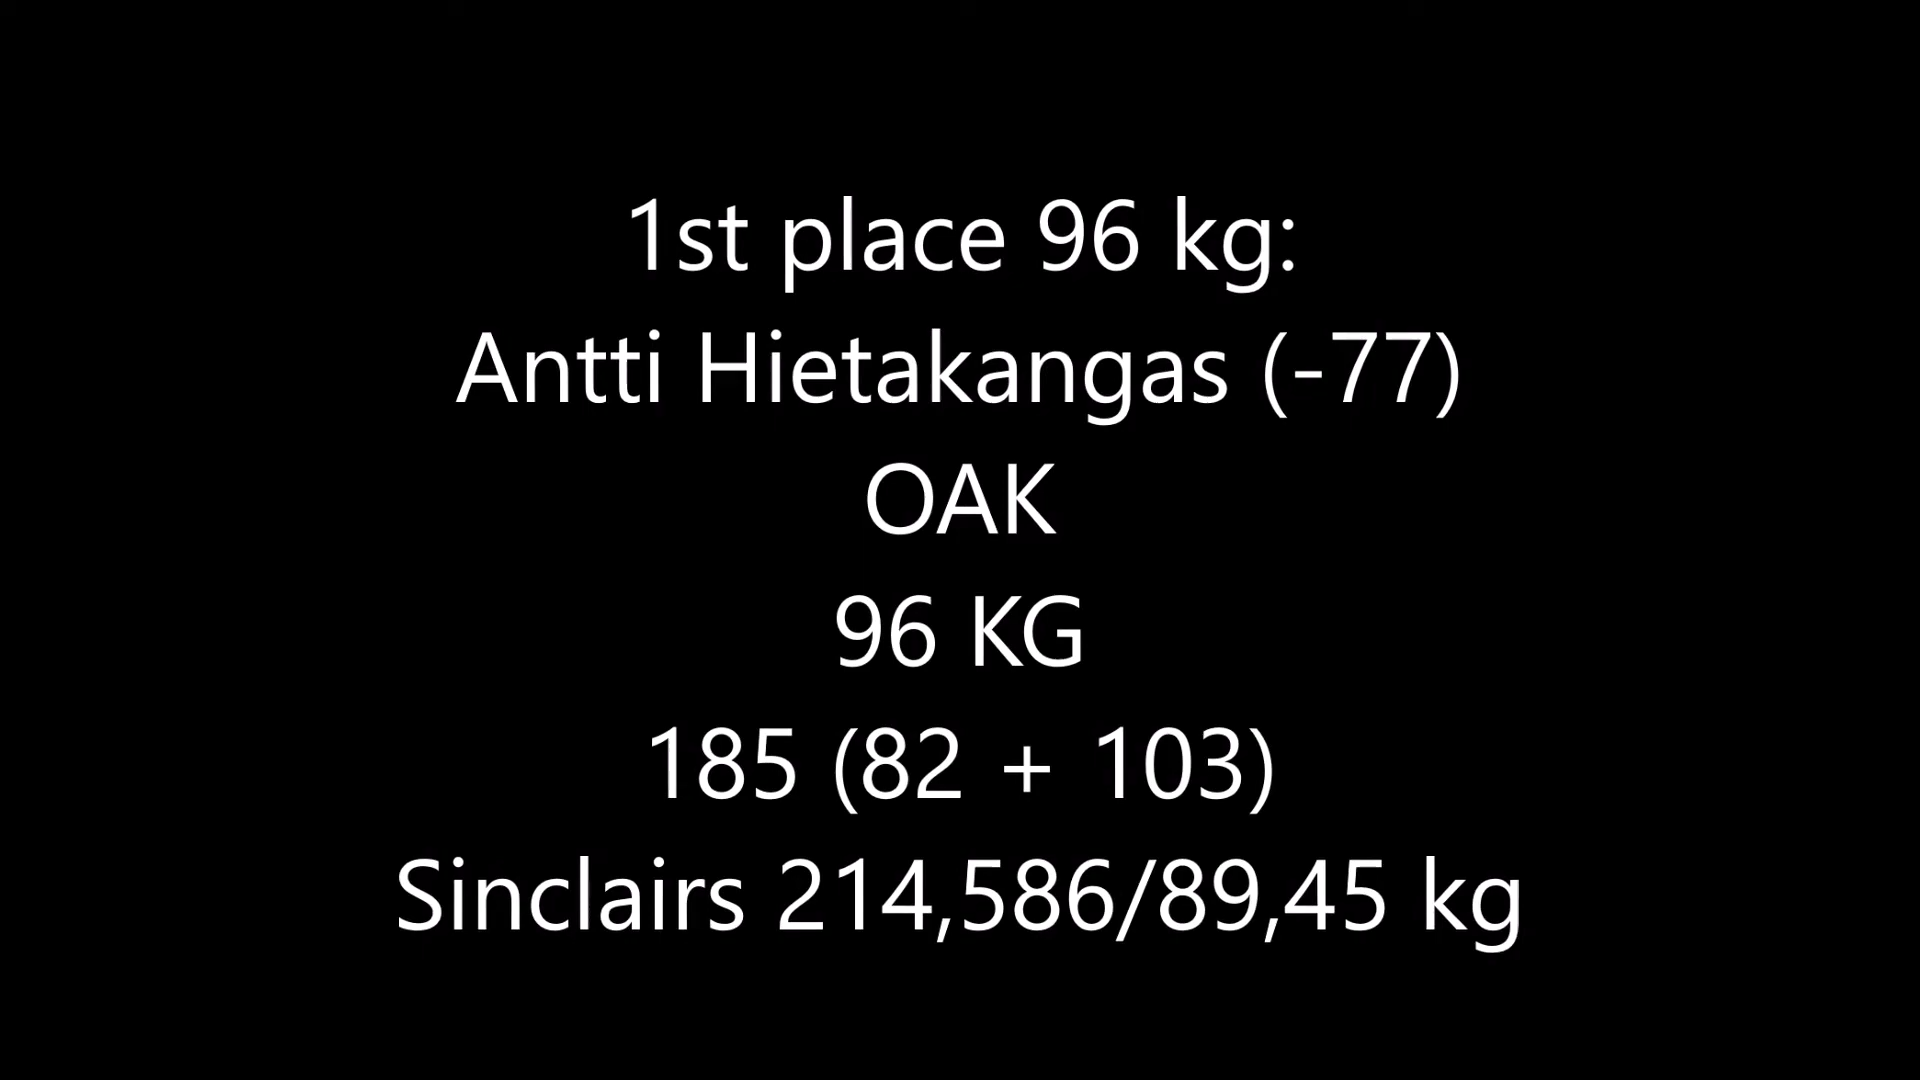 1st place 96 kg:
Antti Hietakangas (-77)
OAK
96 KG
185 (82 + 103)
Sinclairs 214,586/89,45 kg